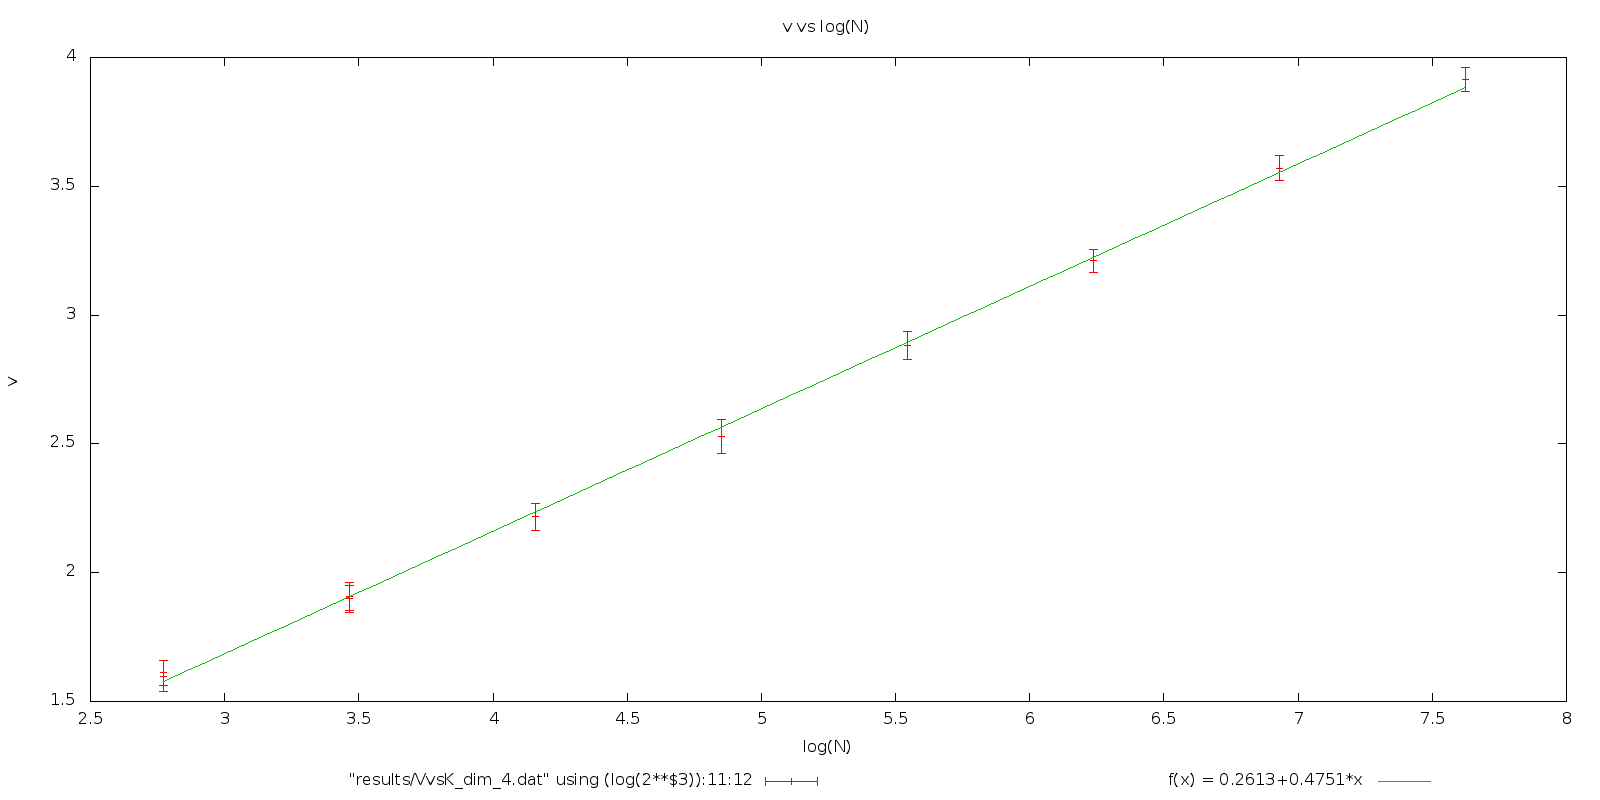 v vs log(N)
4
3.5
3
2.5
2
1.5
v
2.5 3 3.5 4 4.5 5 5.5 6 6.5 7 7.5 8
log(N)
"results/VvsK_dim_4.dat" using (log(2**$3)):11:12
f(x) = 0.2613+0.4751*x